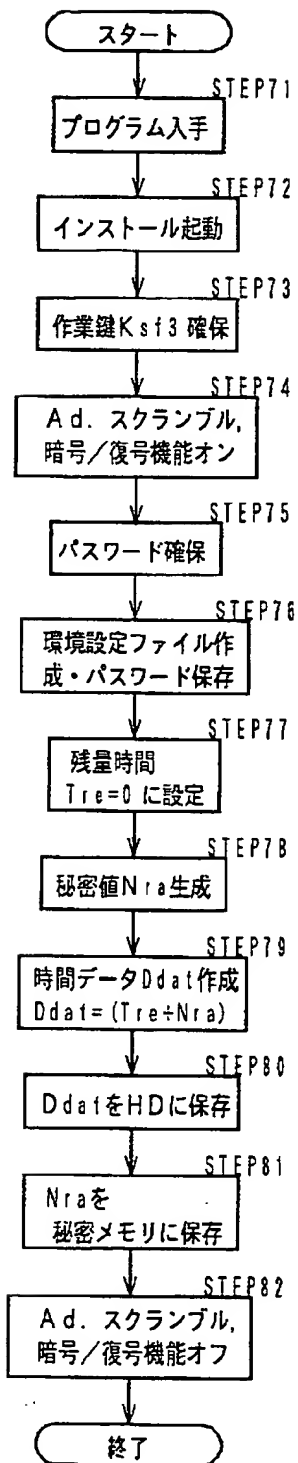 スタート
STEP71
プログラム入手
STEP72
インストール起動
STEP73
作業鍵Ksf3確保
STEP74
Ad. スクランブル,
暗号/復号機能オン
STEP75
パスワード確保
STEP76
環境設定ファイル作
成・パスワード保存
STEP77
残量時間
Tre=0に設定
STEP78
秘密値Nra生成
STEP79
時間データDdat作成
Ddat=(Tre÷Nra)
STEP80
DdatをHDに保存
STEP81
Nraを
秘密メモリに保存
STEP82
Ad. スクランブル,
暗号/復号機能オフ
終了